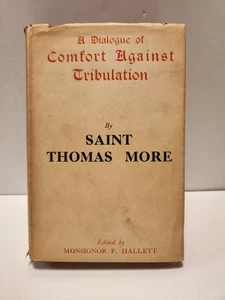 A Dialogue of
Comfort Against
Tribulation
By
SAINT
THOMAS MORE
Edited by
MONSIGNOR P. HALLETT